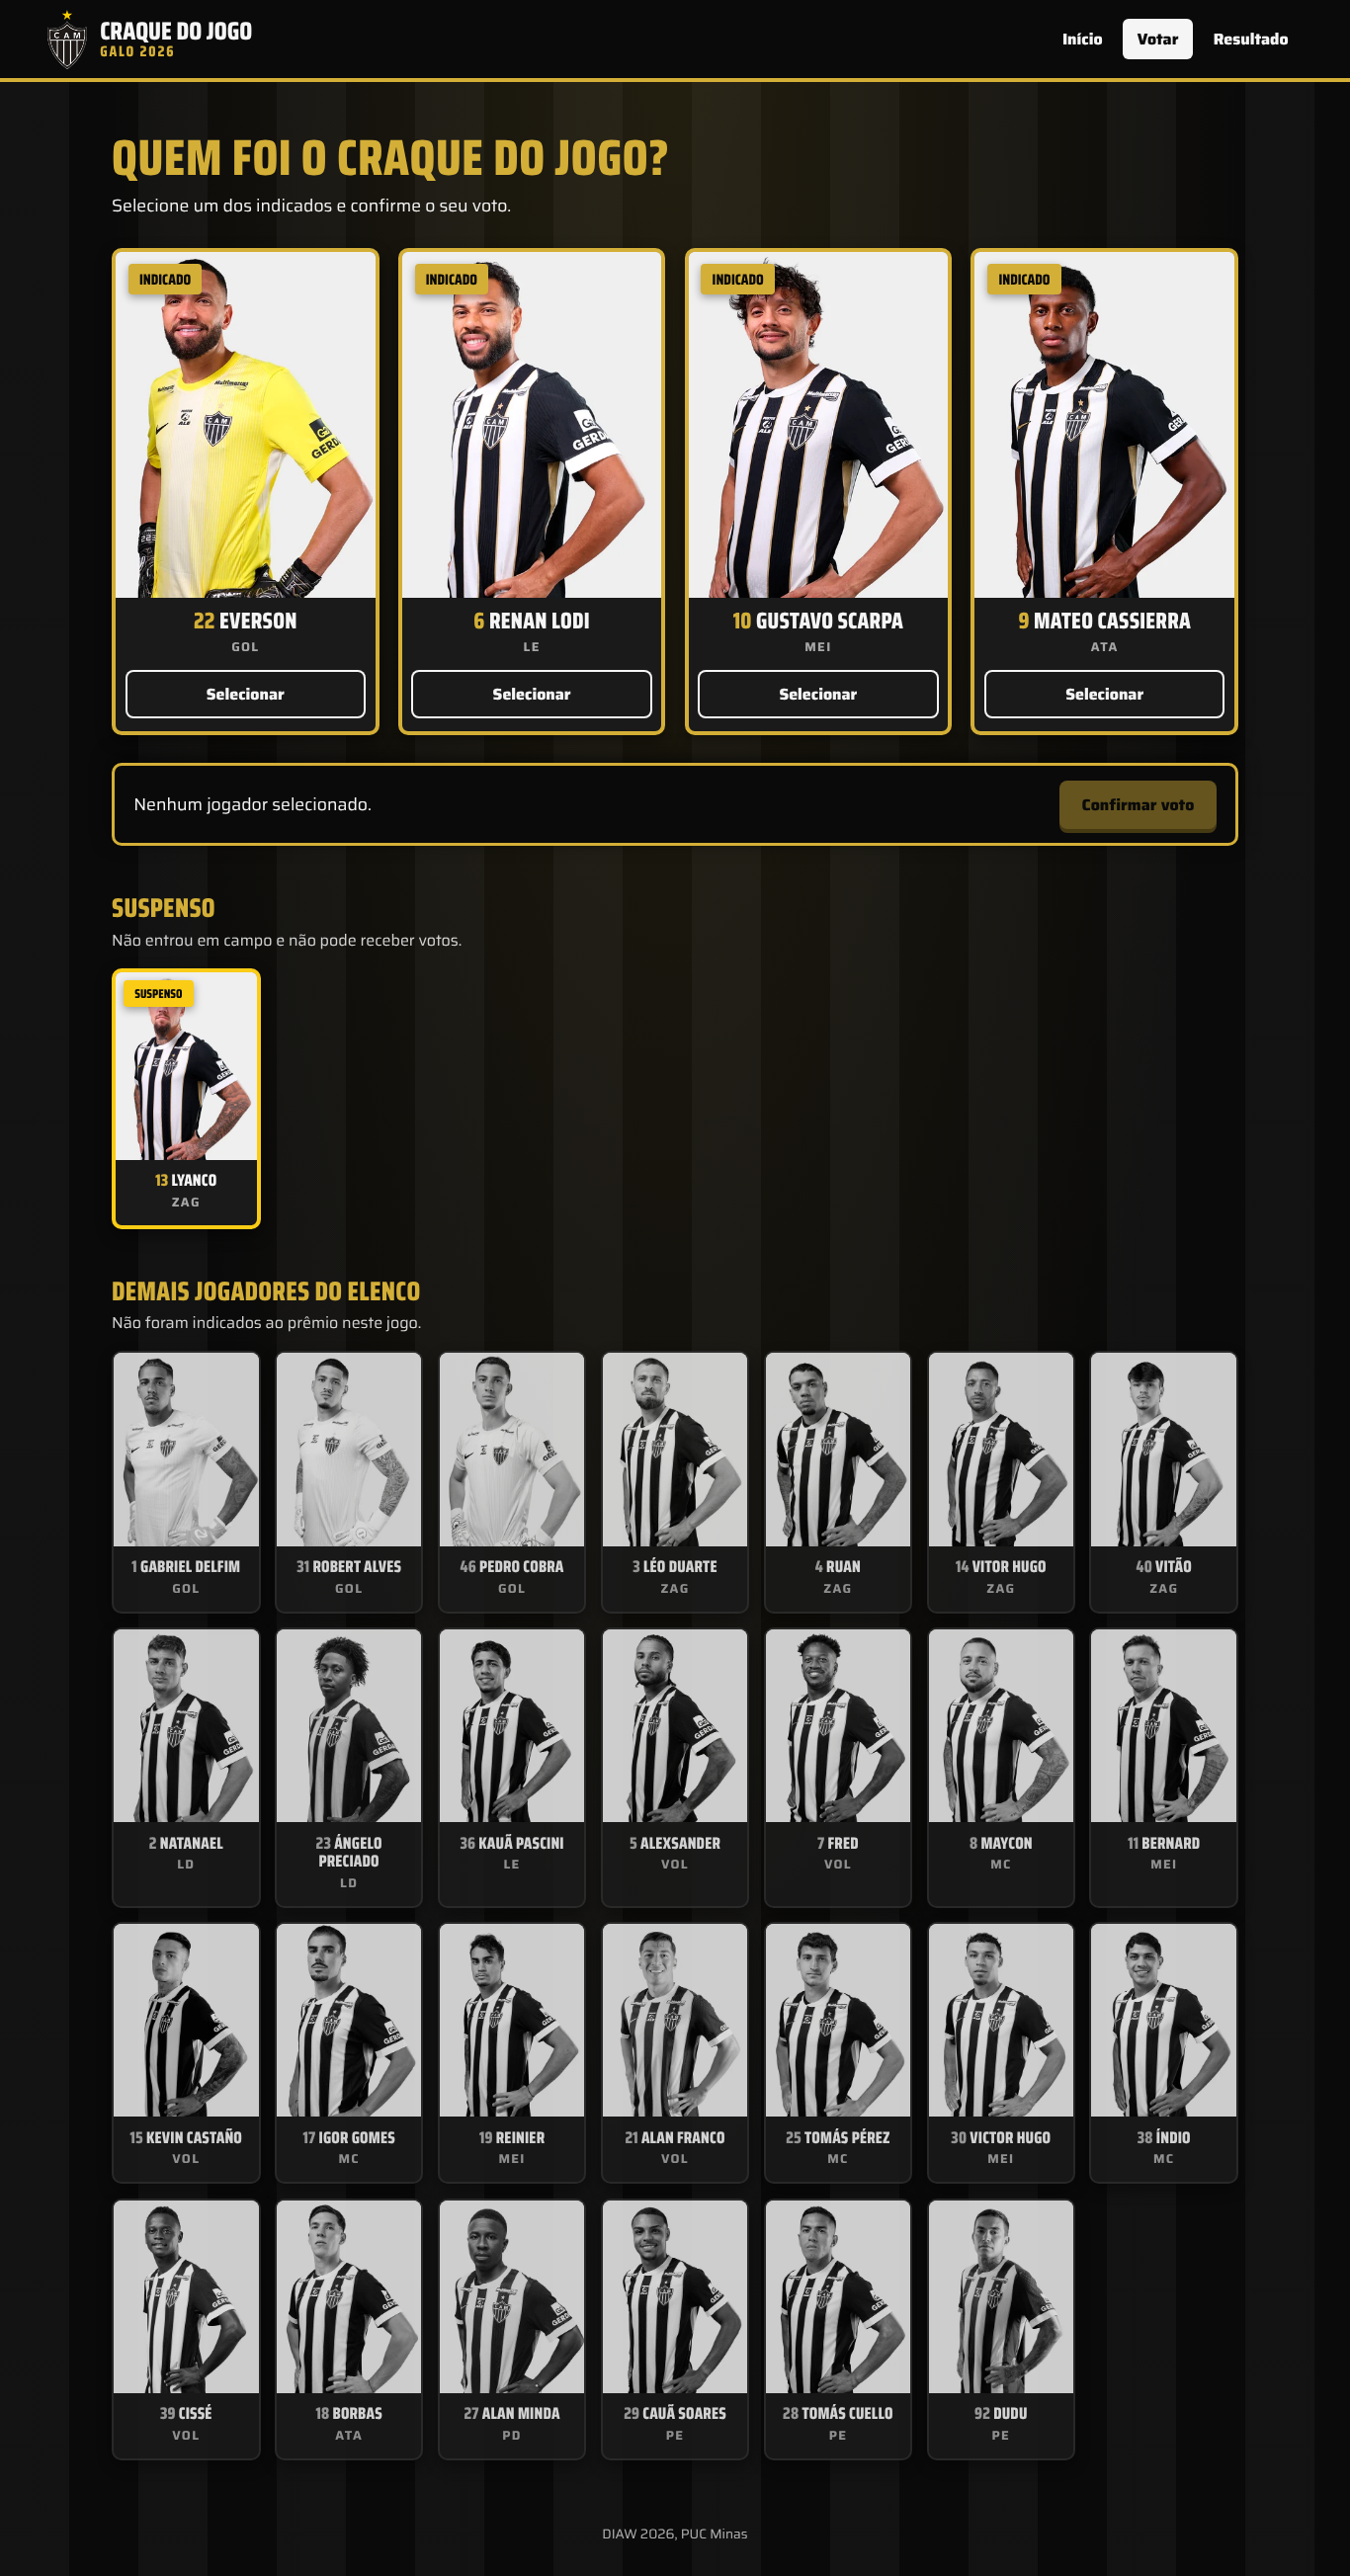 CRAQUE DO JOGO
GALO 2026
Início
Votar
Resultado
QUEM FOI O CRAQUE DO JOGO?
Selecione um dos indicados e confirme o seu voto.
INDICADO
INDICADO
INDICADO
INDICADO
22 EVERSON
GOL
Selecionar
6 RENAN LODI
LE
Selecionar
10 GUSTAVO SCARPA
MEI
Selecionar
9 MATEO CASSIERRA
ATA
Selecionar
Nenhum jogador selecionado.
Confirmar voto
SUSPENSO
Não entrou em campo e não pode receber votos.
SUSPENSO
13 LYANCO
ZAG
DEMAIS JOGADORES DO ELENCO
Não foram indicados ao prêmio neste jogo.
1 GABRIEL DELFIM
GOL
31 ROBERT ALVES
GOL
46 PEDRO COBRA
GOL
3 LÉO DUARTE
ZAG
4 RUAN
ZAG
14 VITOR HUGO
ZAG
40 VITÃO
ZAG
2 NATANAEL
LD
23 ÁNGELO
PRECIADO
LD
36 KAUÃ PASCINI
LE
5 ALEXSANDER
VOL
7 FRED
VOL
8 MAYCON
MC
11 BERNARD
MEI
15 KEVIN CASTAÑO
VOL
17 IGOR GOMES
MC
19 REINIER
MEI
21 ALAN FRANCO
VOL
25 TOMÁS PÉREZ
MC
30 VICTOR HUGO
MEI
38 ÍNDIO
MC
39 CISSÉ
VOL
18 BORBAS
ATA
27 ALAN MINDA
PD
29 CAUÃ SOARES
PE
28 TOMÁS CUELLO
PE
92 DUDU
PE
DIAW 2026, PUC Minas